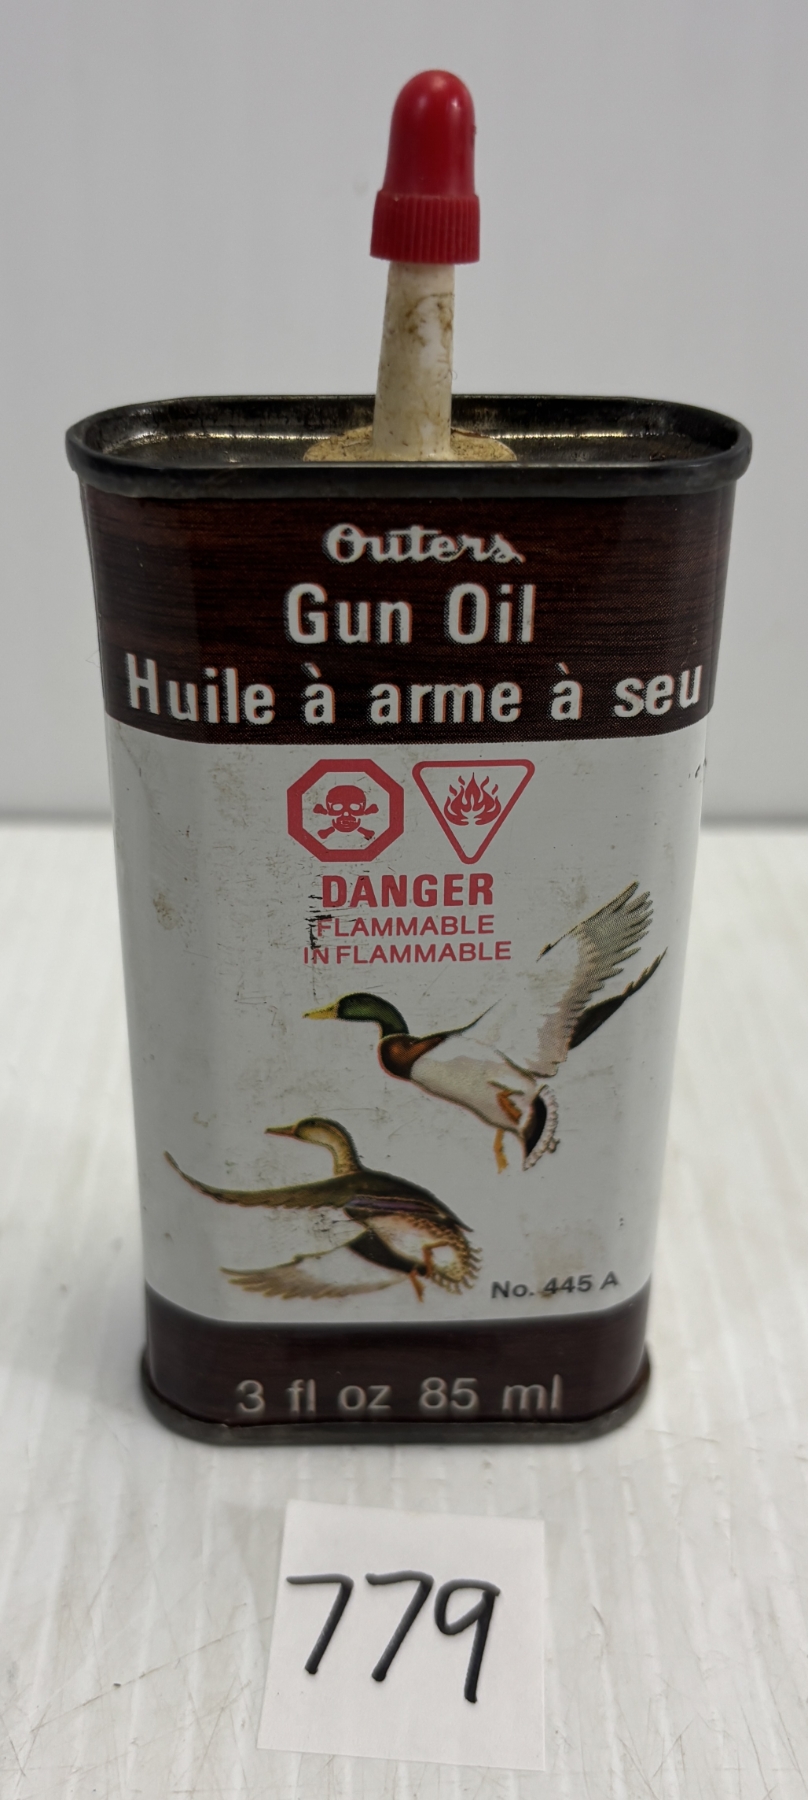 Outers
Gun Oil
Huile à arme à seu
DANGER
FLAMMABLE
INFLAMMABLE
No. 445 A
3 fl oz 85 ml
779